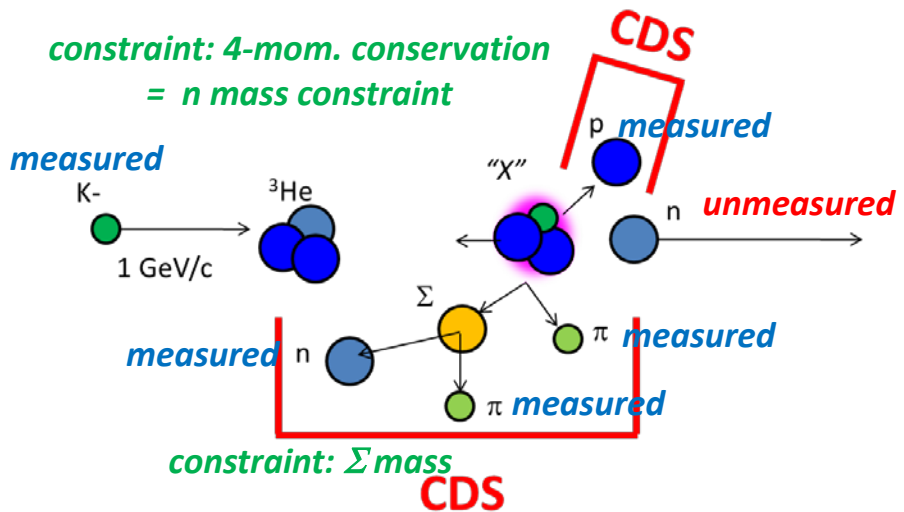 constraint: 4-mom. conservation
= n mass constraint
CDS
p measured
measured
K-
³He
"X"
n unmeasured
1 GeV/c
Σ
measured n
π measured
π measured
constraint: Σ mass
CDS